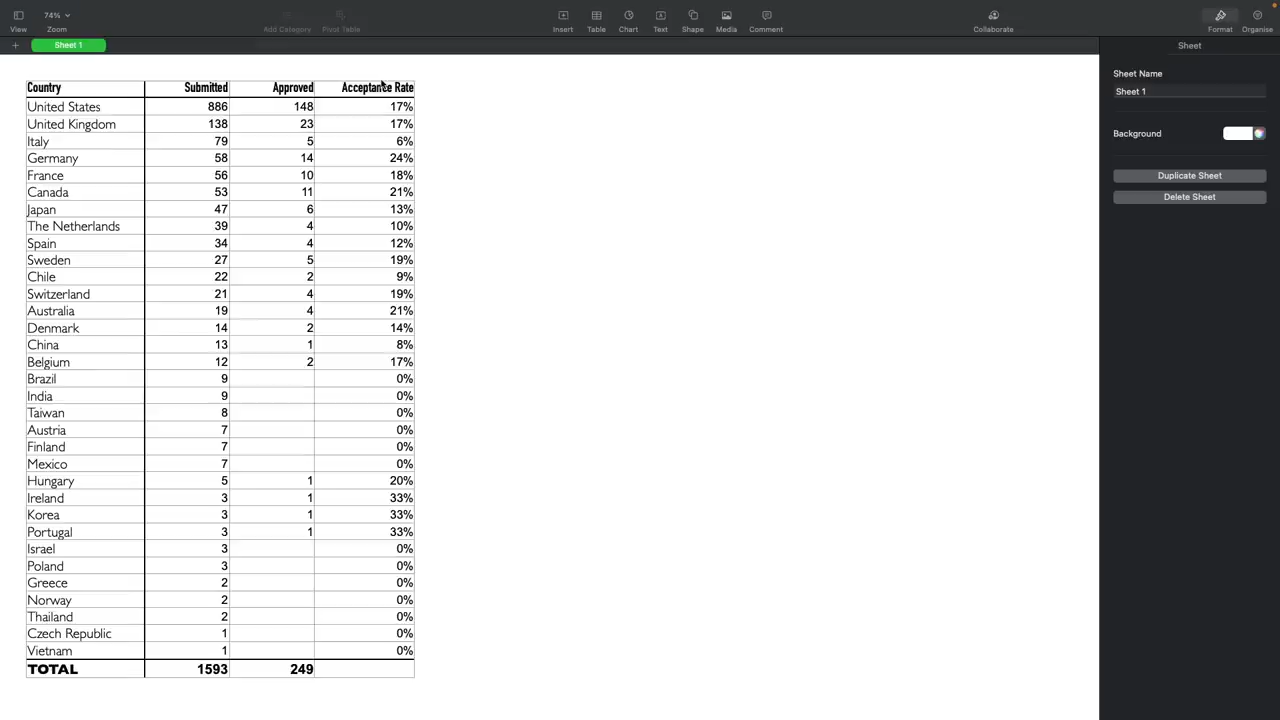 74%
View
Zoom
Add Category
Pivot Table
Insert
Table
Chart
Text
Shape
Media
Comment
Collaborate
Format
Organise
+
Sheet 1
Sheet
Sheet Name
Sheet 1
Background
Duplicate Sheet
Delete Sheet
Country Submitted Approved Acceptance Rate
United States 886 148 17%
United Kingdom 138 23 17%
Italy 79 5 6%
Germany 58 14 24%
France 56 10 18%
Canada 53 11 21%
Japan 47 6 13%
The Netherlands 39 4 10%
Spain 34 4 12%
Sweden 27 5 19%
Chile 22 2 9%
Switzerland 21 4 19%
Australia 19 4 21%
Denmark 14 2 14%
China 13 1 8%
Belgium 12 2 17%
Brazil 9 0%
India 9 0%
Taiwan 8 0%
Austria 7 0%
Finland 7 0%
Mexico 7 0%
Hungary 5 1 20%
Ireland 3 1 33%
Korea 3 1 33%
Portugal 3 1 33%
Israel 3 0%
Poland 3 0%
Greece 2 0%
Norway 2 0%
Thailand 2 0%
Czech Republic 1 0%
Vietnam 1 0%
TOTAL 1593 249